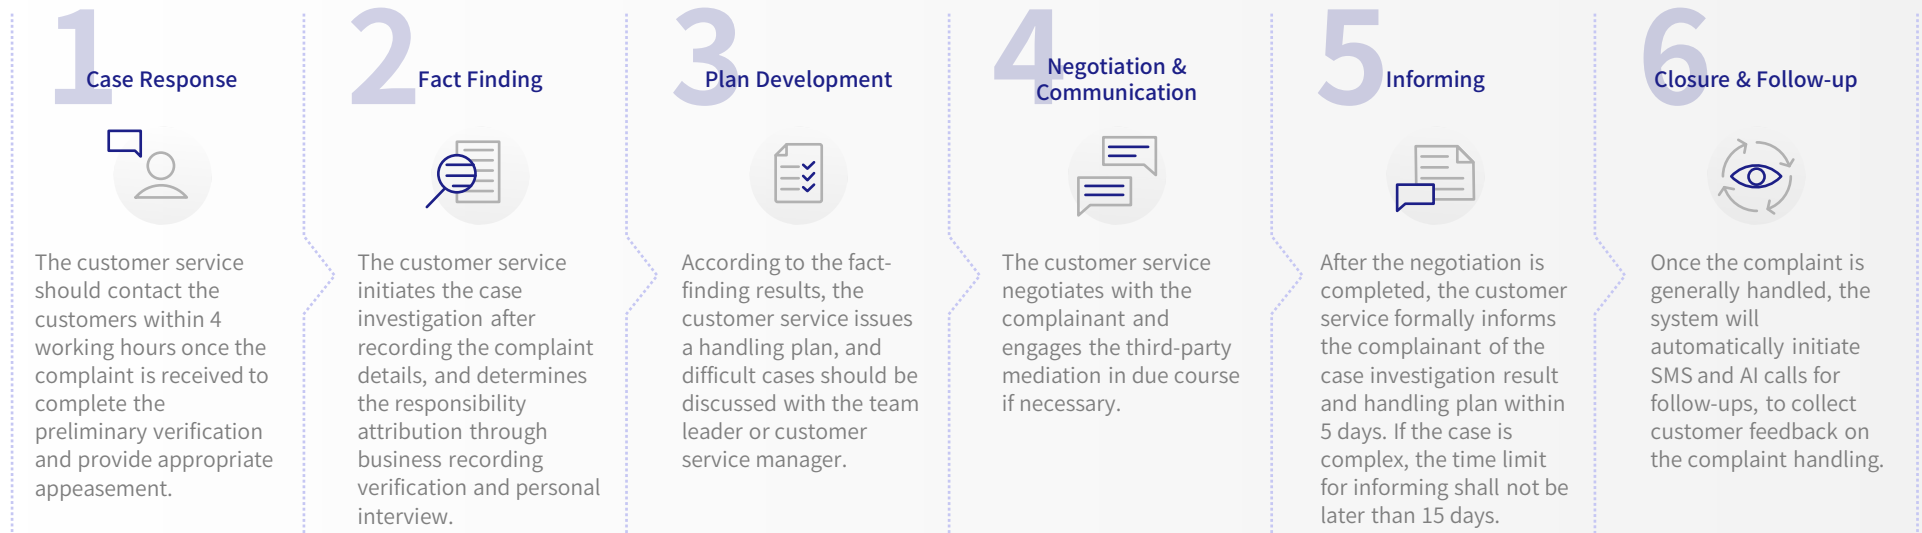 1
Case Response
The customer service
should contact the
customers within 4
working hours once the
complaint is received to
complete the
preliminary verification
and provide appropriate
appeasement.
2
Fact Finding
The customer service
initiates the case
investigation after
recording the complaint
details, and determines
the responsibility
attribution through
business recording
verification and personal
interview.
3
Plan Development
According to the fact-
finding results, the
customer service issues
a handling plan, and
difficult cases should be
discussed with the team
leader or customer
service manager.
4
Negotiation &
Communication
The customer service
negotiates with the
complainant and
engages the third-party
mediation in due course
if necessary.
5
Informing
After the negotiation is
completed, the customer
service formally informs
the complainant of the
case investigation result
and handling plan within
5 days. If the case is
complex, the time limit
for informing shall not be
later than 15 days.
6
Closure & Follow-up
Once the complaint is
generally handled, the
system will
automatically initiate
SMS and AI calls for
follow-ups, to collect
customer feedback on
the complaint handling.